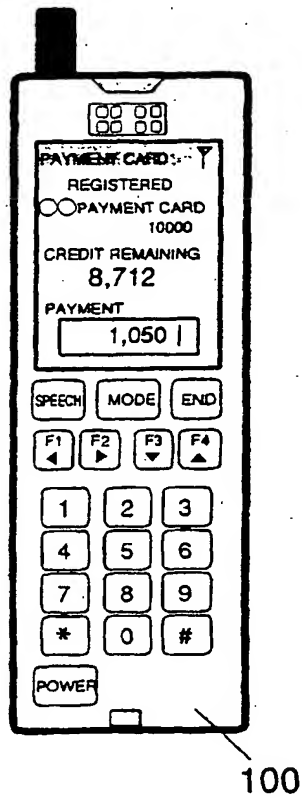 PAYMENT CARD
REGISTERED
○○PAYMENT CARD
10000
CREDIT REMAINING
8,712
PAYMENT
1,050 |
SPEECH MODE END
F1 F2 F3 F4
◀ ▶ ▼ ▲
1 2 3
4 5 6
7 8 9
* 0 #
POWER
100